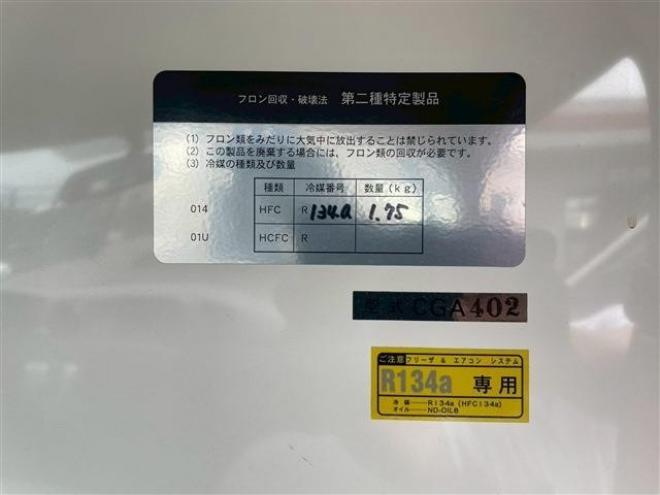 フロン回収・破壊法 第二種特定製品
(1) フロン類をみだりに大気中に放出することは禁じられています。
(2) この製品を廃棄する場合には、フロン類の回収が必要です。
(3) 冷媒の種類及び数量
種類 冷媒番号 数量(kg)
014 HFC R 134a 1.75
01U HCFC R
型式 CGA402
ご注意 フリーザ & エアコン システム
R134a 専用
冷媒──R134a (HFC134a)
オイル──ND-OIL8